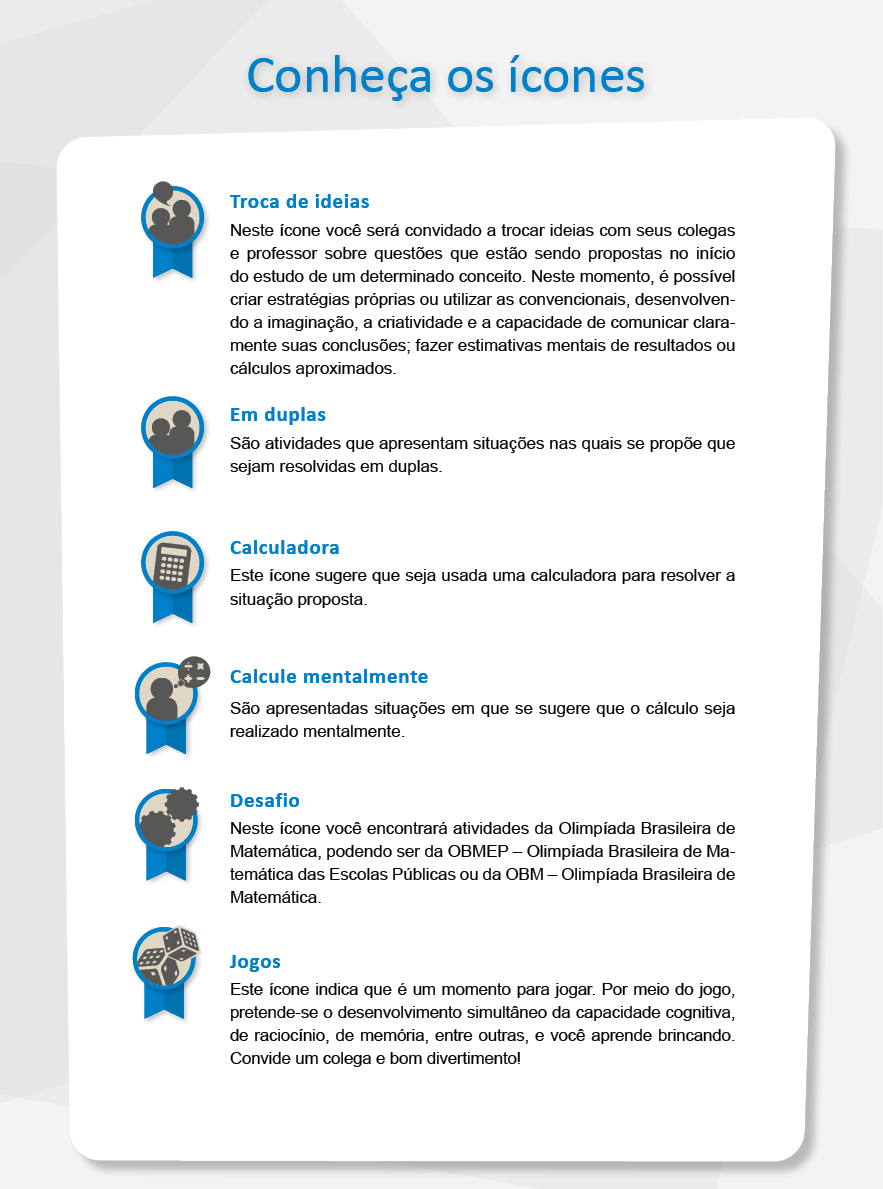 Conheça os ícones
Troca de ideias
Neste ícone você será convidado a trocar ideias com seus colegas
e professor sobre questões que estão sendo propostas no início
do estudo de um determinado conceito. Neste momento, é possível
criar estratégias próprias ou utilizar as convencionais, desenvolven-
do a imaginação, a criatividade e a capacidade de comunicar clara-
mente suas conclusões; fazer estimativas mentais de resultados ou
cálculos aproximados.
Em duplas
São atividades que apresentam situações nas quais se propõe que
sejam resolvidas em duplas.
Calculadora
Este ícone sugere que seja usada uma calculadora para resolver a
situação proposta.
Calcule mentalmente
São apresentadas situações em que se sugere que o cálculo seja
realizado mentalmente.
Desafio
Neste ícone você encontrará atividades da Olimpíada Brasileira de
Matemática, podendo ser da OBMEP – Olimpíada Brasileira de Ma-
temática das Escolas Públicas ou da OBM – Olimpíada Brasileira de
Matemática.
Jogos
Este ícone indica que é um momento para jogar. Por meio do jogo,
pretende-se o desenvolvimento simultâneo da capacidade cognitiva,
de raciocínio, de memória, entre outras, e você aprende brincando.
Convide um colega e bom divertimento!